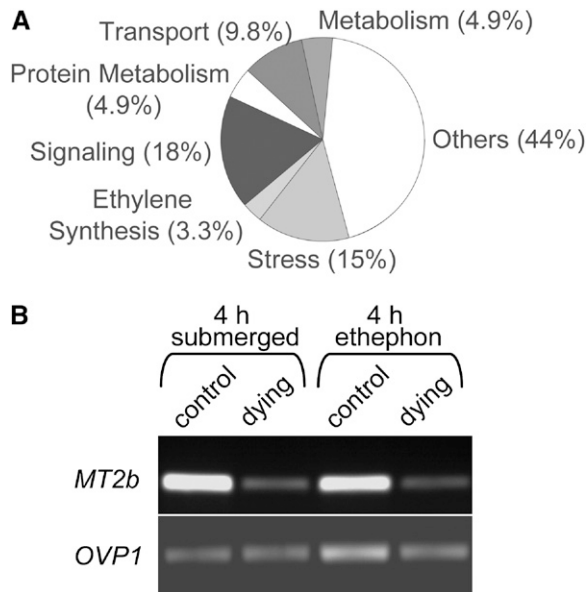 A
Transport (9.8%)
Metabolism (4.9%)
Protein Metabolism
(4.9%)
Signaling (18%)
Others (44%)
Ethylene
Synthesis (3.3%)
Stress (15%)
B
4 h
submerged
4 h
ethephon
control
dying
control
dying
MT2b
OVP1